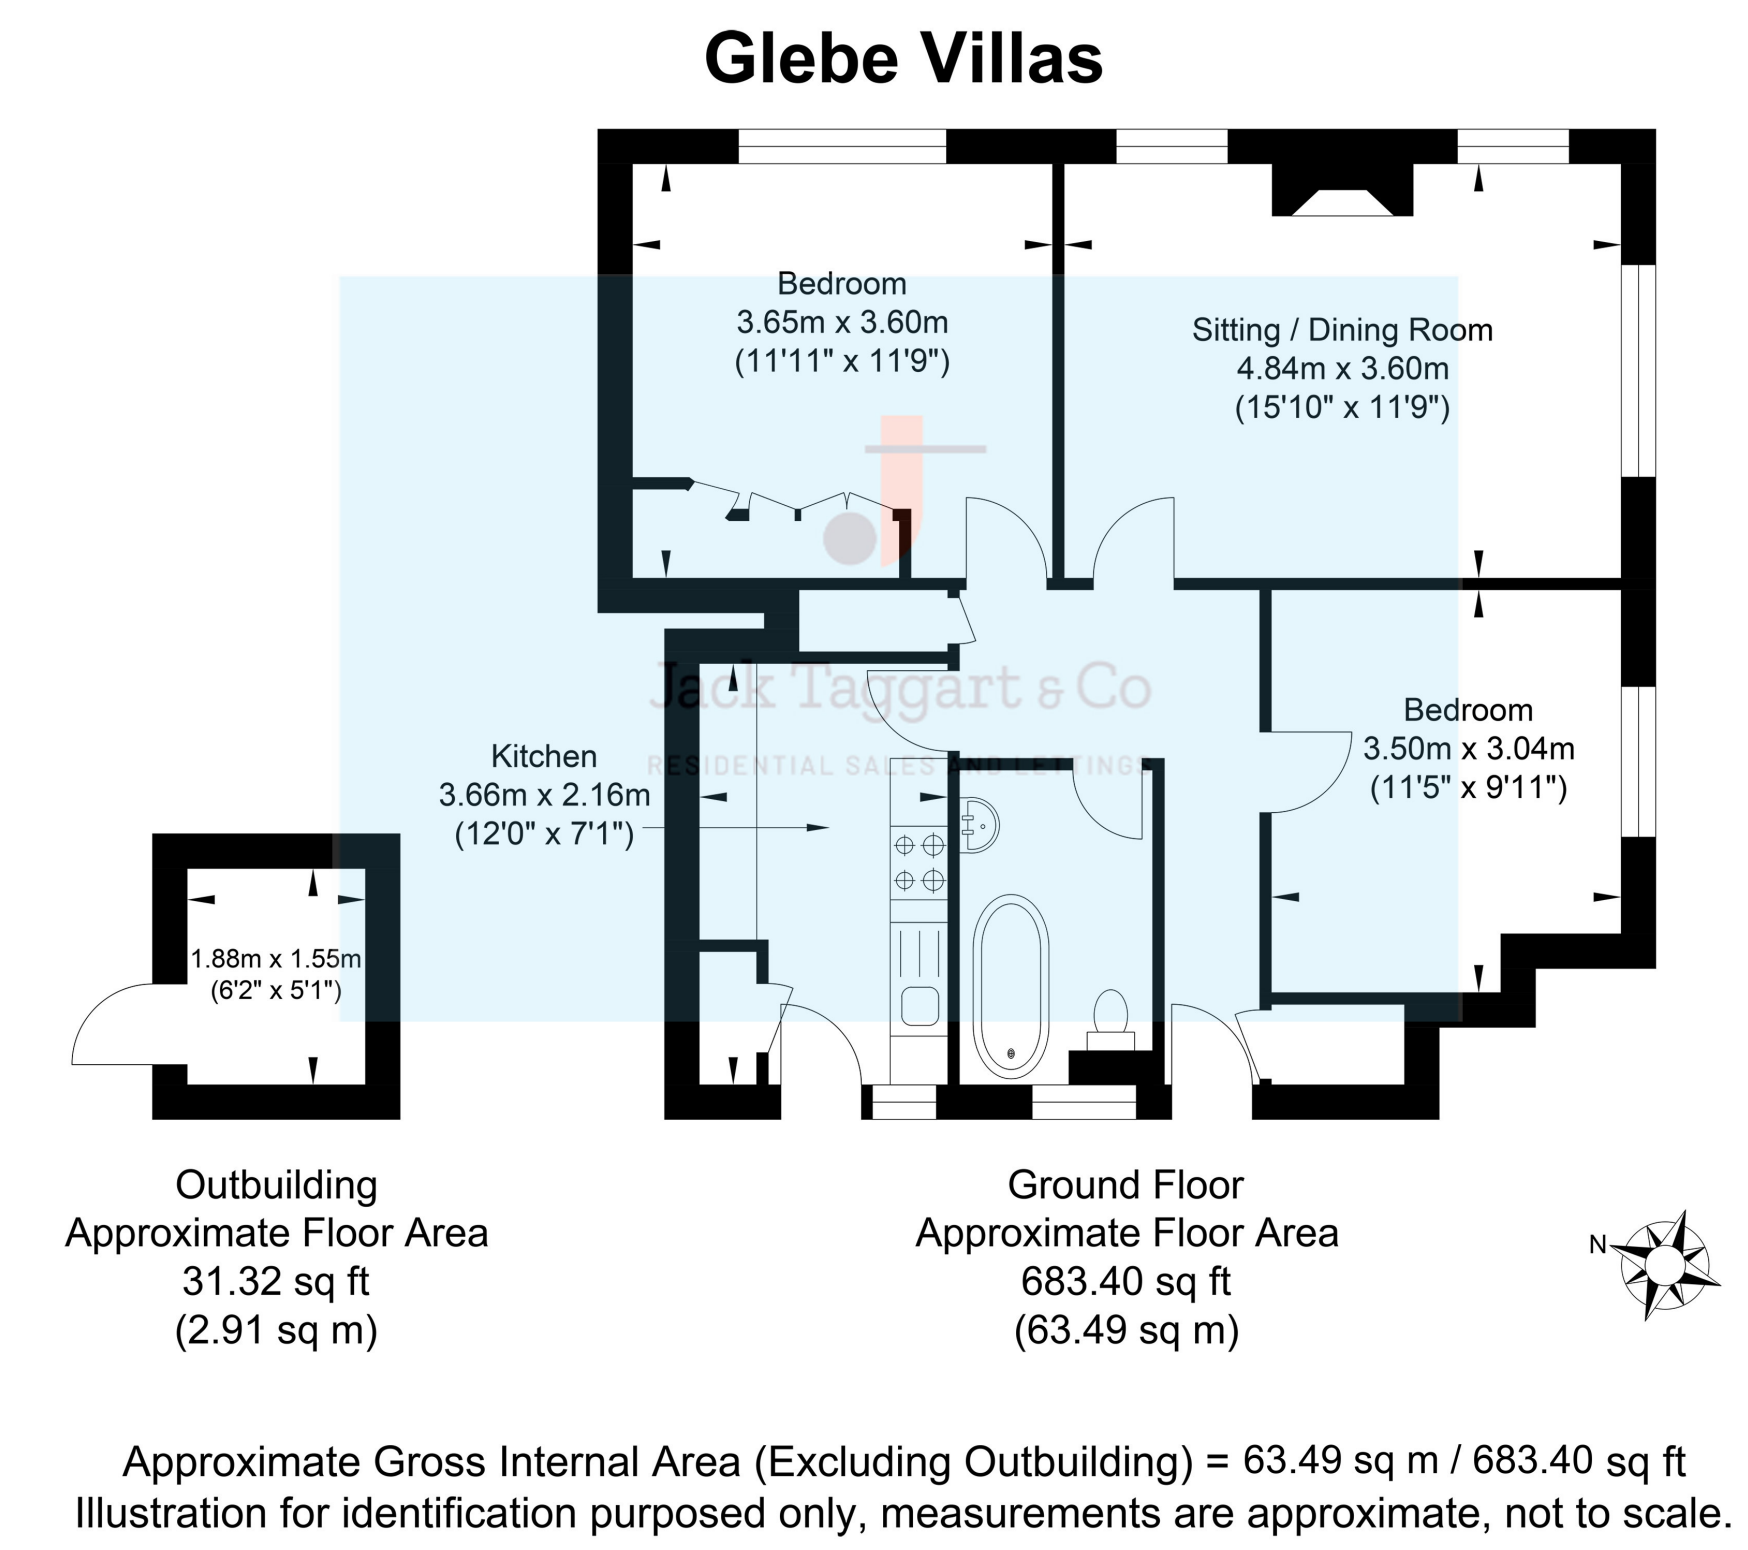 Glebe Villas
Bedroom
3.65m x 3.60m
(11'11" x 11'9")
Sitting / Dining Room
4.84m x 3.60m
(15'10" x 11'9")
Jack Taggart & Co
RESIDENTIAL SALES AND LETTINGS
Kitchen
3.66m x 2.16m
(12'0" x 7'1")
Bedroom
3.50m x 3.04m
(11'5" x 9'11")
1.88m x 1.55m
(6'2" x 5'1")
Outbuilding
Approximate Floor Area
31.32 sq ft
(2.91 sq m)
Ground Floor
Approximate Floor Area
683.40 sq ft
(63.49 sq m)
N
Approximate Gross Internal Area (Excluding Outbuilding) = 63.49 sq m / 683.40 sq ft
Illustration for identification purposed only, measurements are approximate, not to scale.